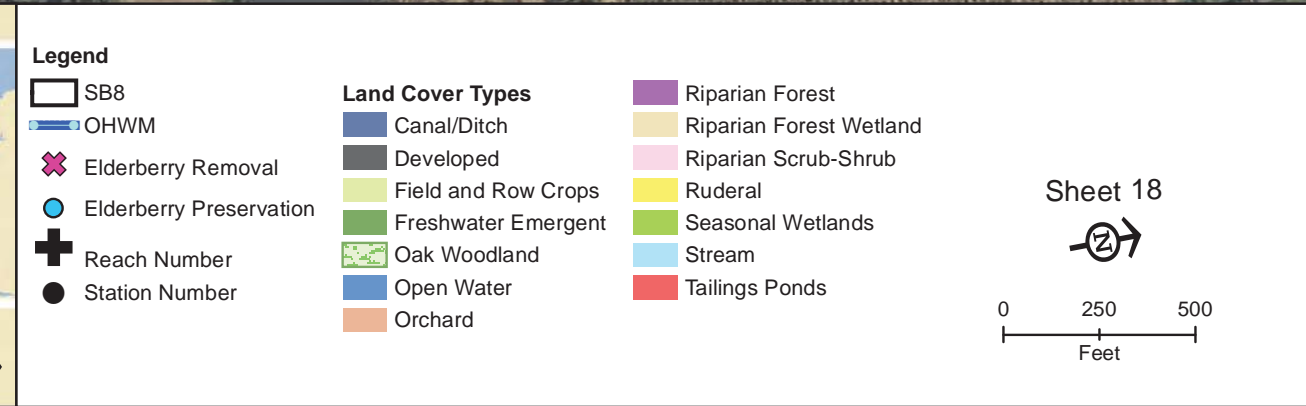 Legend
SB8
OHWM
Elderberry Removal
Elderberry Preservation
Reach Number
Station Number
Land Cover Types
Canal/Ditch
Developed
Field and Row Crops
Freshwater Emergent
Oak Woodland
Open Water
Orchard
Riparian Forest
Riparian Forest Wetland
Riparian Scrub-Shrub
Ruderal
Seasonal Wetlands
Stream
Tailings Ponds
Sheet 18
N
0 250 500
Feet